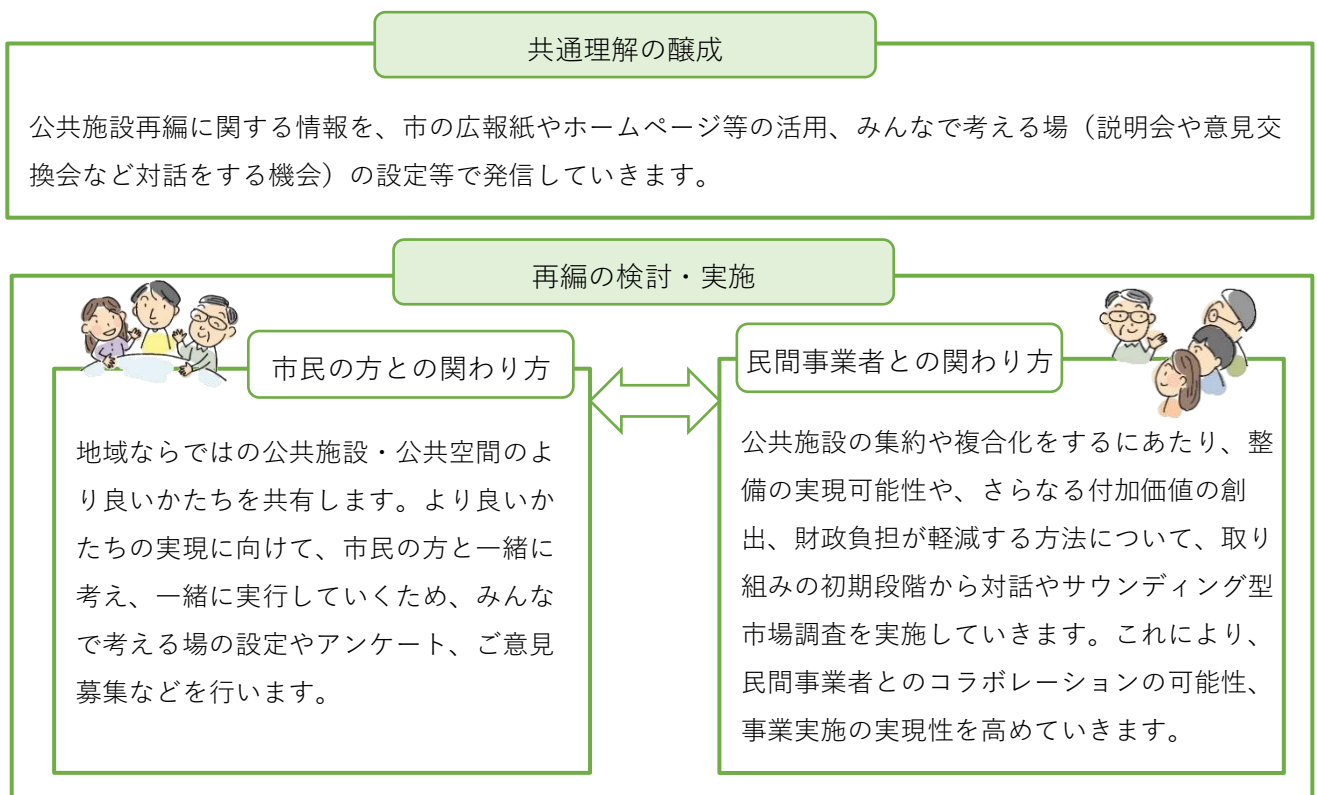 共通理解の醸成
公共施設再編に関する情報を、市の広報紙やホームページ等の活用、みんなで考える場（説明会や意見交
換会など対話をする機会）の設定等で発信していきます。
再編の検討・実施
市民の方との関わり方
地域ならではの公共施設・公共空間のよ
り良いかたちを共有します。より良いか
たちの実現に向けて、市民の方と一緒に
考え、一緒に実行していくため、みんな
で考える場の設定やアンケート、ご意見
募集などを行います。
民間事業者との関わり方
公共施設の集約や複合化をするにあたり、整
備の実現可能性や、さらなる付加価値の創
出、財政負担が軽減する方法について、取り
組みの初期段階から対話やサウンディング型
市場調査を実施していきます。これにより、
民間事業者とのコラボレーションの可能性、
事業実施の実現性を高めていきます。